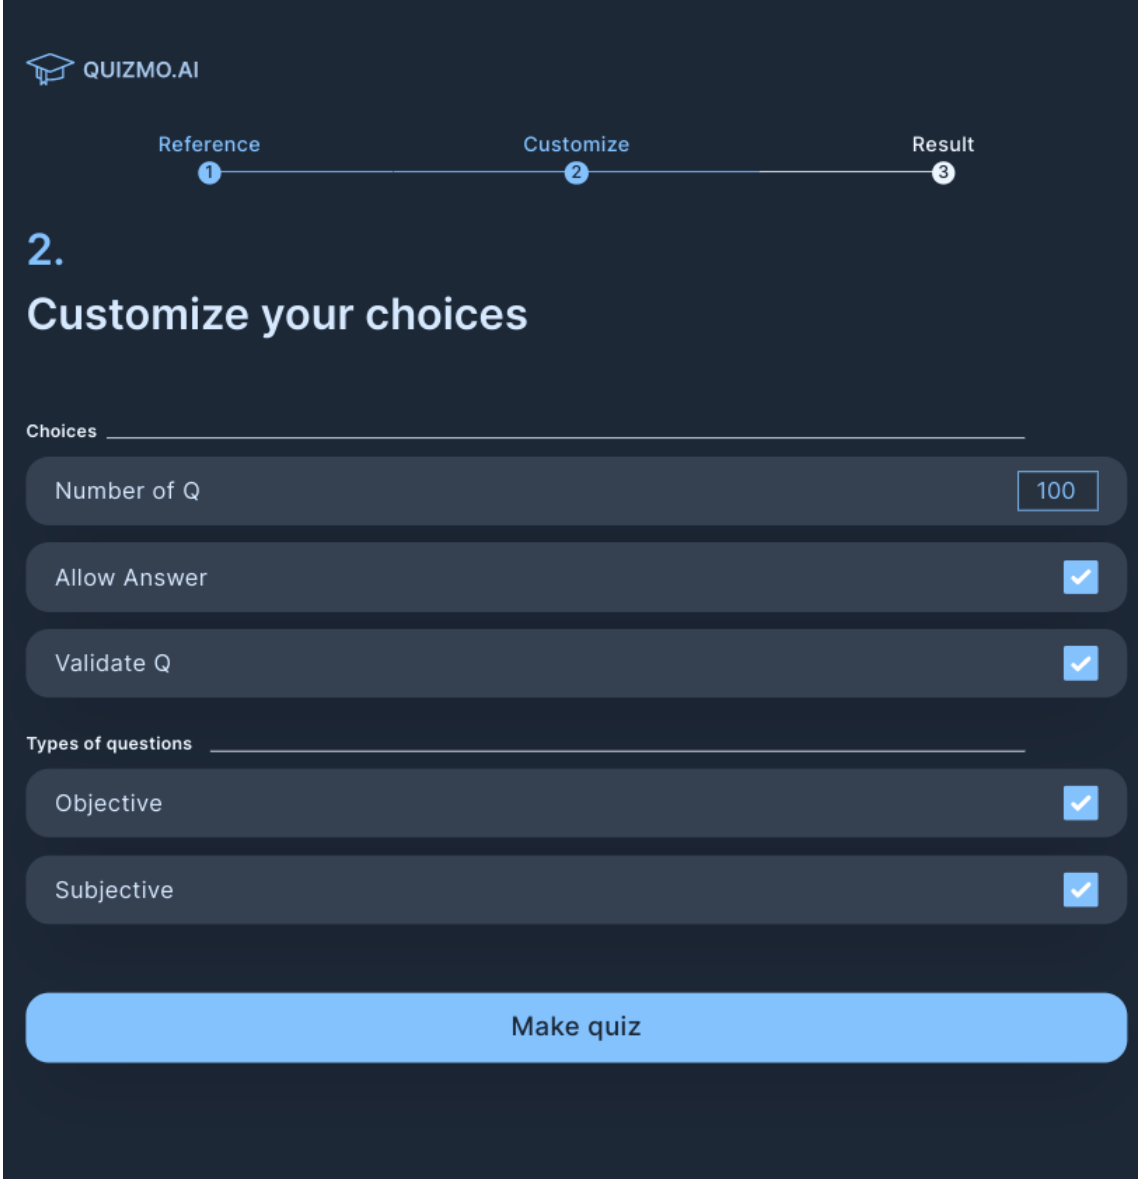 QUIZMO.AI
Reference Customize Result
1 2 3
2.
Customize your choices
Choices
Number of Q 100
Allow Answer
Validate Q
Types of questions
Objective
Subjective
Make quiz